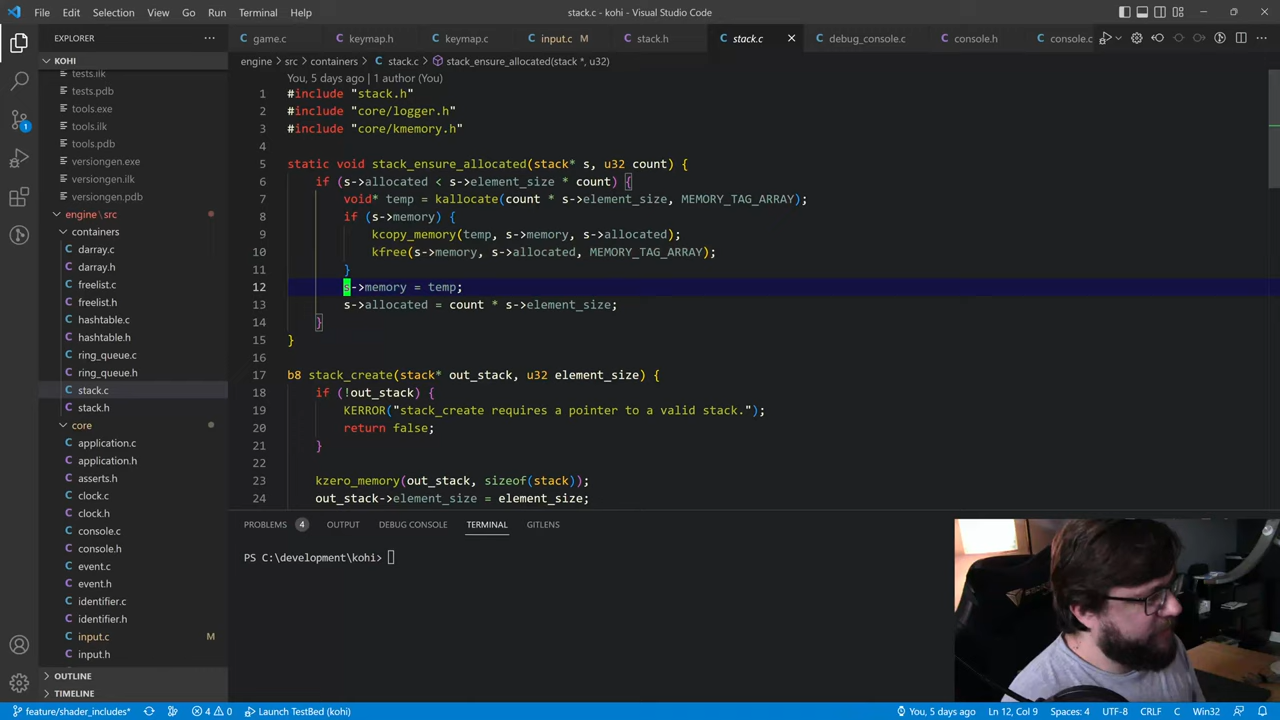 File Edit Selection View Go Run Terminal Help
stack.c - kohi - Visual Studio Code
EXPLORER
game.c keymap.h keymap.c input.c M stack.h stack.c debug_console.c console.h console.c
KOHI
engine > src > containers > stack.c > stack_ensure_allocated(stack *, u32)
tests.ilk
tests.pdb
tools.exe
tools.ilk
tools.pdb
versiongen.exe
versiongen.ilk
versiongen.pdb
engine \ src
containers
darray.c
darray.h
freelist.c
freelist.h
hashtable.c
hashtable.h
ring_queue.c
ring_queue.h
stack.c
stack.h
core
application.c
application.h
asserts.h
clock.c
clock.h
console.c
console.h
event.c
event.h
identifier.c
identifier.h
input.c M
input.h
OUTLINE
TIMELINE
You, 5 days ago | 1 author (You)
1 #include "stack.h"
2 #include "core/logger.h"
3 #include "core/kmemory.h"
4
5 static void stack_ensure_allocated(stack* s, u32 count) {
6 if (s->allocated < s->element_size * count) {
7 void* temp = kallocate(count * s->element_size, MEMORY_TAG_ARRAY);
8 if (s->memory) {
9 kcopy_memory(temp, s->memory, s->allocated);
10 kfree(s->memory, s->allocated, MEMORY_TAG_ARRAY);
11 }
12 s->memory = temp;
13 s->allocated = count * s->element_size;
14 }
15 }
16
17 b8 stack_create(stack* out_stack, u32 element_size) {
18 if (!out_stack) {
19 KERROR("stack_create requires a pointer to a valid stack.");
20 return false;
21 }
22
23 kzero_memory(out_stack, sizeof(stack));
24 out_stack->element_size = element_size;
PROBLEMS 4 OUTPUT DEBUG CONSOLE TERMINAL GITLENS
PS C:\development\kohi>
feature/shader_includes* 4 0 Launch TestBed (kohi) You, 5 days ago Ln 12, Col 9 Spaces: 4 UTF-8 CRLF C Win32